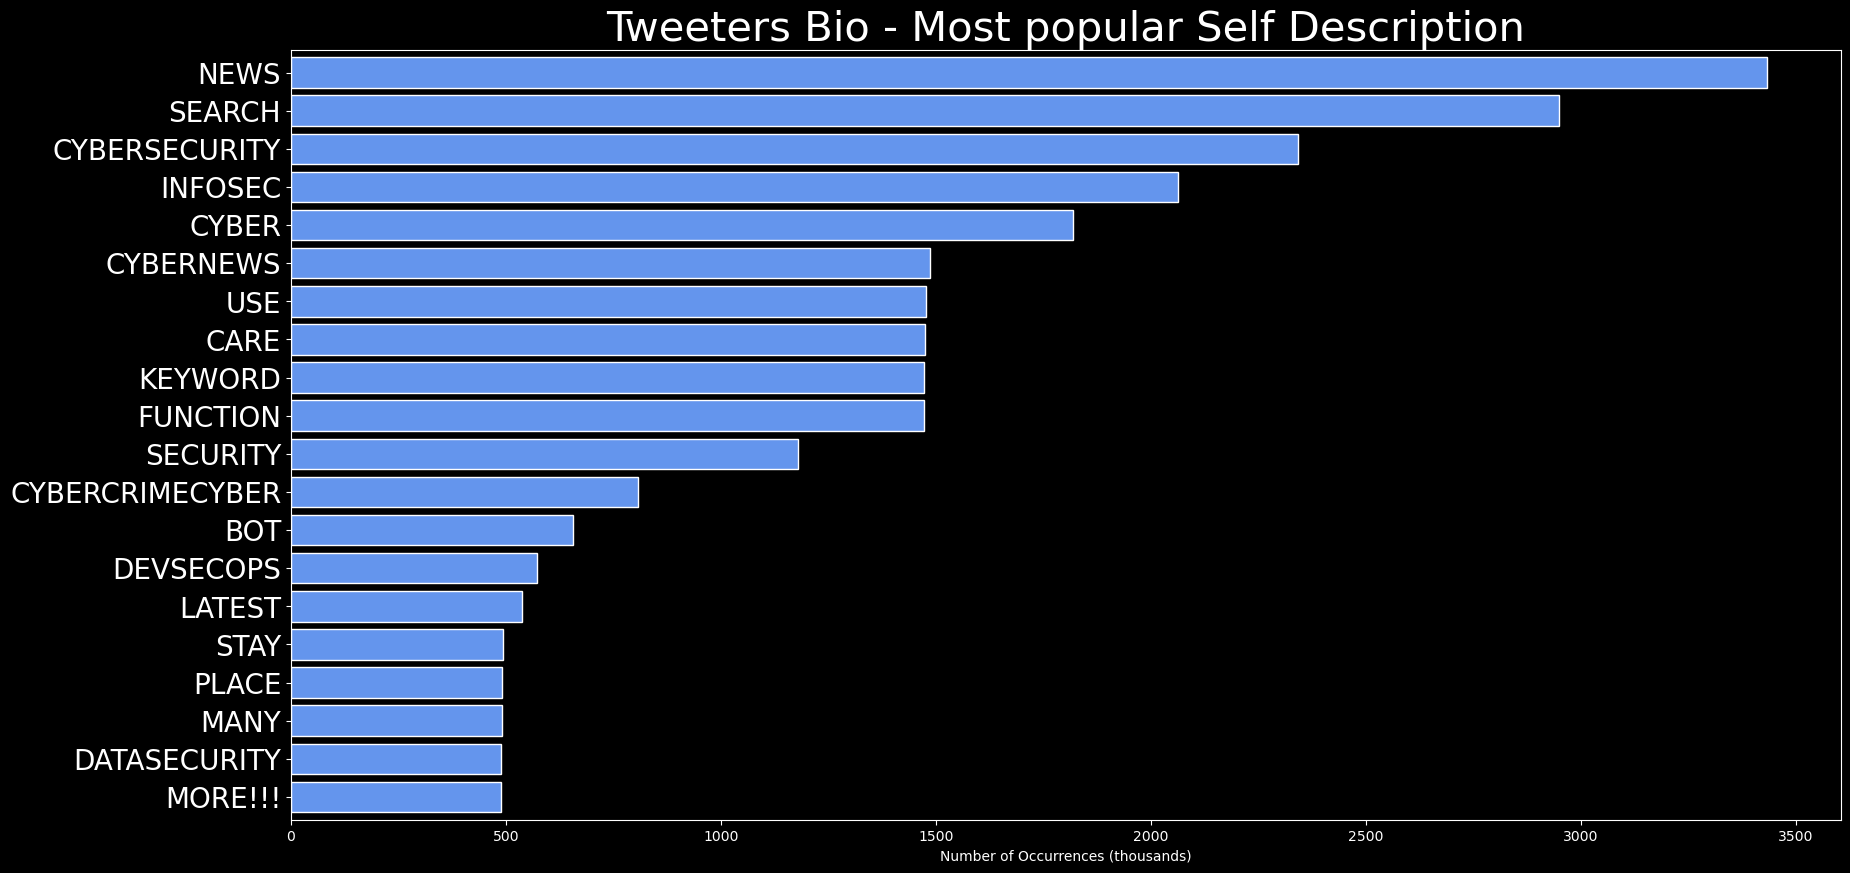 Tweeters Bio - Most popular Self Description
NEWS
SEARCH
CYBERSECURITY
INFOSEC
CYBER
CYBERNEWS
USE
CARE
KEYWORD
FUNCTION
SECURITY
CYBERCRIMECYBER
BOT
DEVSECOPS
LATEST
STAY
PLACE
MANY
DATASECURITY
MORE!!!
0 500 1000 1500 2000 2500 3000 3500
Number of Occurrences (thousands)